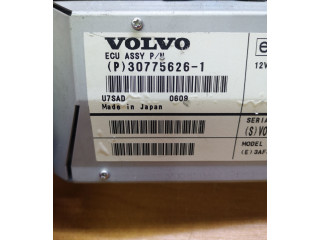 VOLVO
ECU ASSY P/N
(P)30775626-1
12V
U7SAD 0608
Made in Japan
SERIA
(S)VO
MODEL
(E)3AF-